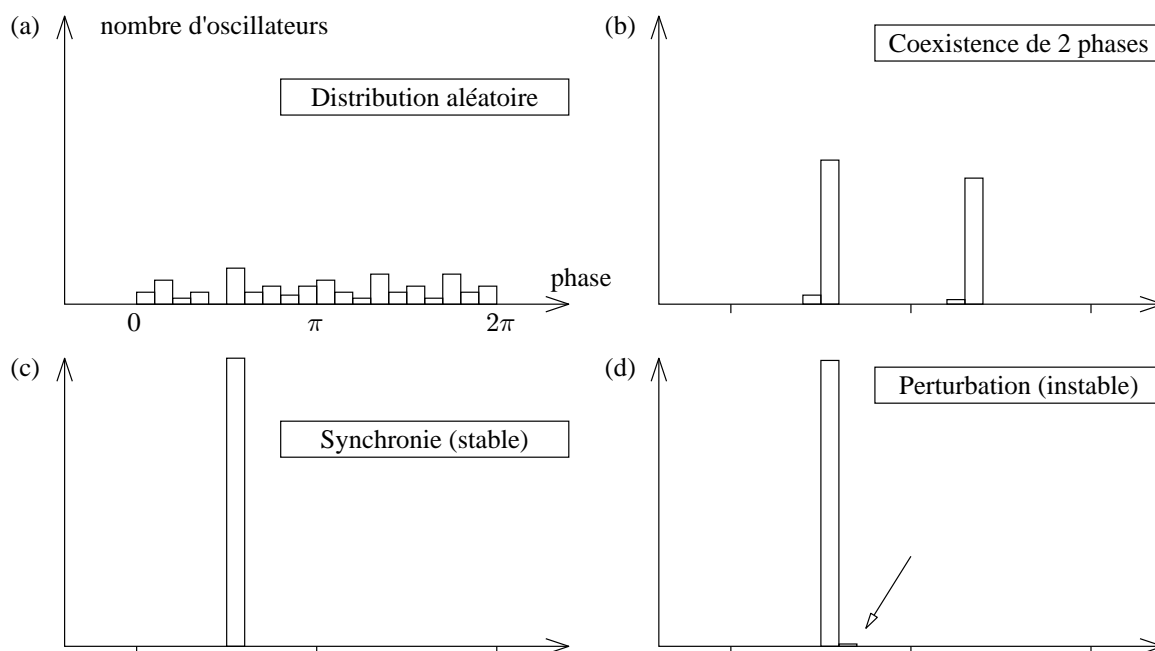 (a)
nombre d'oscillateurs
Distribution aléatoire
phase
0
π
2π
(b)
Coexistence de 2 phases
(c)
Synchronie (stable)
(d)
Perturbation (instable)